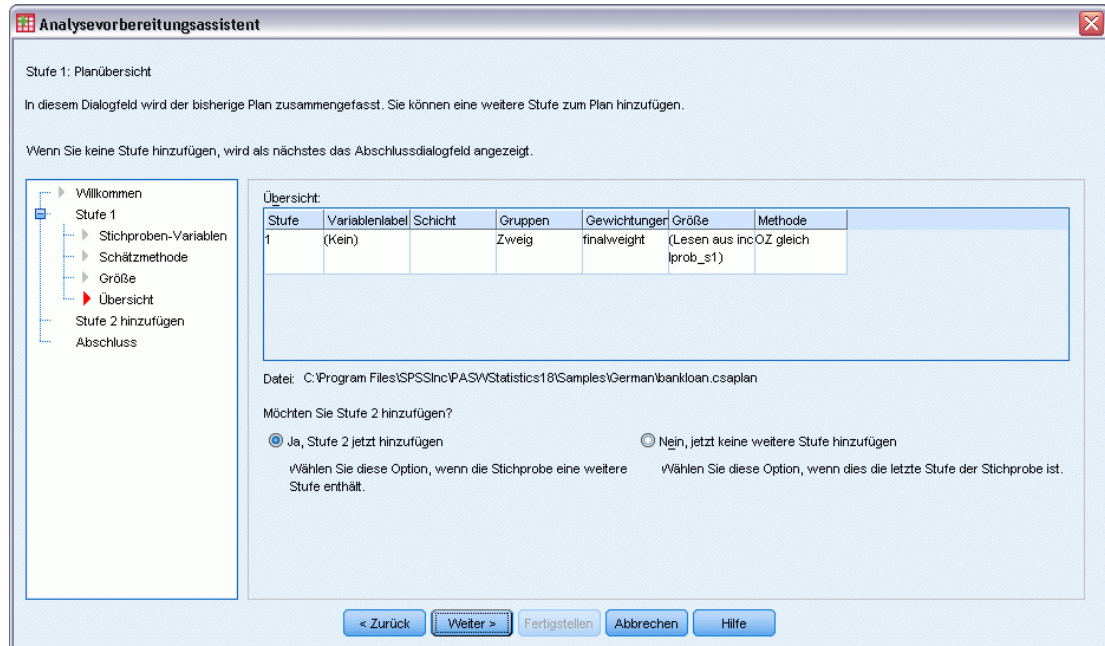 Analysevorbereitungsassistent
Stufe 1: Planübersicht
In diesem Dialogfeld wird der bisherige Plan zusammengefasst. Sie können eine weitere Stufe zum Plan hinzufügen.
Wenn Sie keine Stufe hinzufügen, wird als nächstes das Abschlussdialogfeld angezeigt.
Willkommen
Stufe 1
Stichproben-Variablen
Schätzmethode
Größe
Übersicht
Stufe 2 hinzufügen
Abschluss
Übersicht:
Stufe Variablenlabel Schicht Gruppen Gewichtungen Größe Methode
1 (Kein) Zweig finalweight (Lesen aus inc OZ gleich
lprob_s1)
Datei: C:\Program Files\SPSSInc\PASWStatistics18\Samples\German\bankloan.csaplan
Möchten Sie Stufe 2 hinzufügen?
Ja, Stufe 2 jetzt hinzufügen
Nein, jetzt keine weitere Stufe hinzufügen
Wählen Sie diese Option, wenn die Stichprobe eine weitere
Stufe enthält.
Wählen Sie diese Option, wenn dies die letzte Stufe der Stichprobe ist.
< Zurück Weiter > Fertigstellen Abbrechen Hilfe